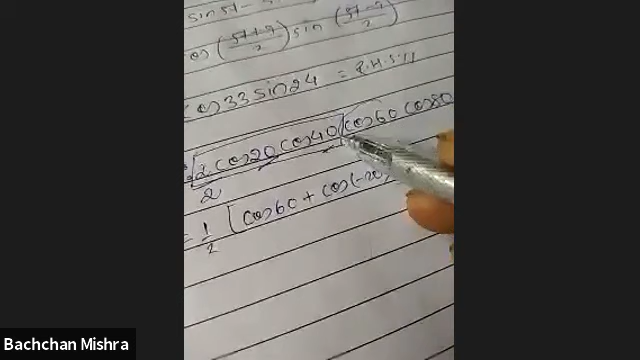 sin 51 -
cos (51+9/2) sin (51-9/2)
cos 33 sin 24 = R.H.S.
2 cos 20 cos 40 cos 60 cos 80
2
= 1/2 [cos 60 + cos(-20)
Bachchan Mishra